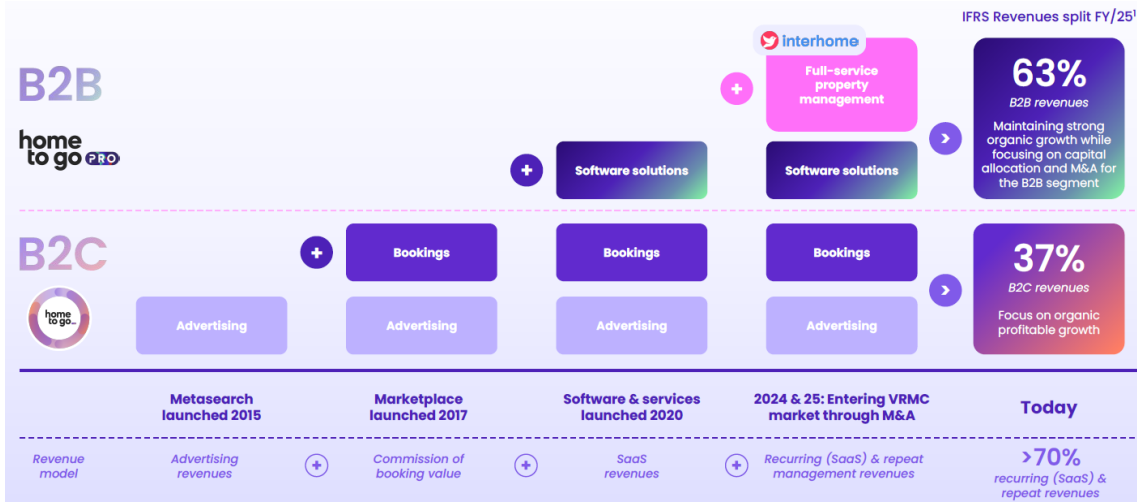 IFRS Revenues split FY/25¹
B2B
home
to go PRO
interhome
+
Full-service
property
management
+
Software solutions
Software solutions
>
63%
B2B revenues
Maintaining strong
organic growth while
focusing on capital
allocation and M&A for
the B2B segment
B2C
home
to go
+
Bookings
Bookings
Bookings
Advertising
Advertising
Advertising
Advertising
>
37%
B2C revenues
Focus on organic
profitable growth
Metasearch
launched 2015
Marketplace
launched 2017
Software & services
launched 2020
2024 & 25: Entering VRMC
market through M&A
Today
Revenue
model
Advertising
revenues
+
Commission of
booking value
+
SaaS
revenues
+
Recurring (SaaS) & repeat
management revenues
>70%
recurring (SaaS) &
repeat revenues